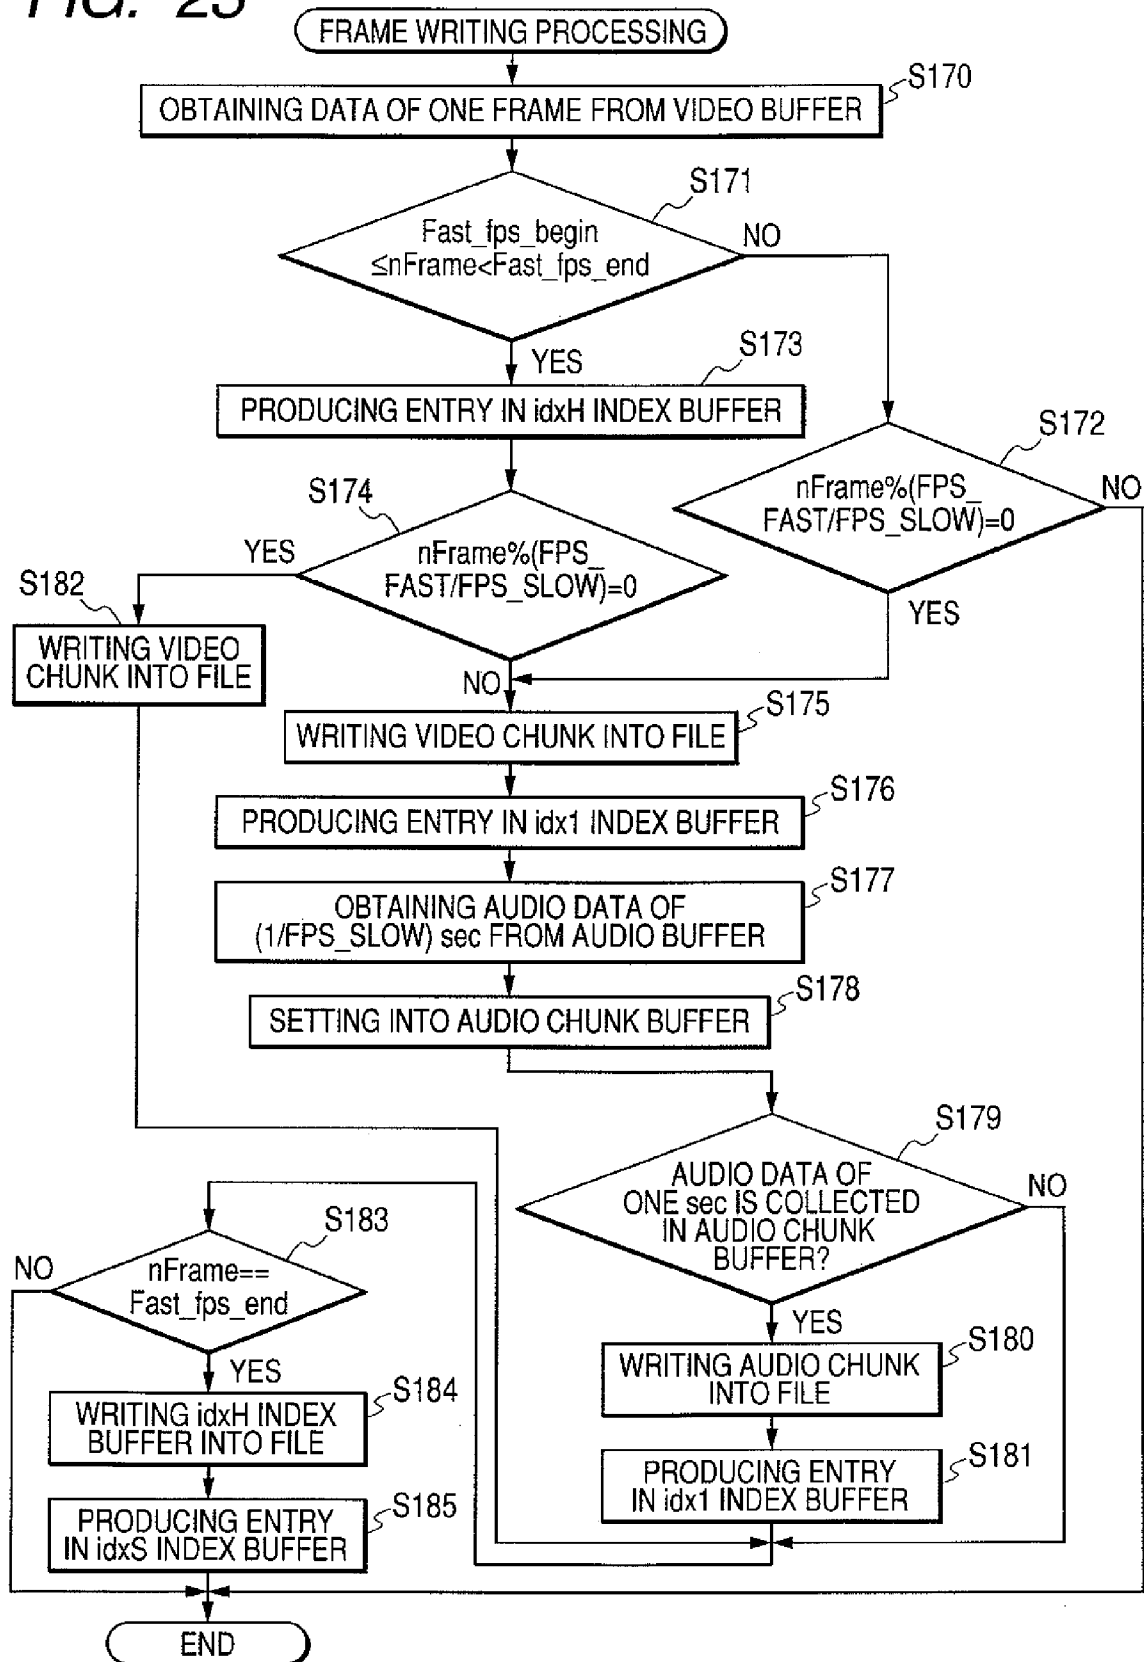 FIG. 23
FRAME WRITING PROCESSING
S170
OBTAINING DATA OF ONE FRAME FROM VIDEO BUFFER
S171
Fast_fps_begin
≤nFrame<Fast_fps_end
NO
YES
S173
PRODUCING ENTRY IN idxH INDEX BUFFER
S172
nFrame%(FPS_
FAST/FPS_SLOW)=0
NO
YES
S174
nFrame%(FPS_
FAST/FPS_SLOW)=0
YES
NO
S182
WRITING VIDEO
CHUNK INTO FILE
S175
WRITING VIDEO CHUNK INTO FILE
S176
PRODUCING ENTRY IN idx1 INDEX BUFFER
S177
OBTAINING AUDIO DATA OF
(1/FPS_SLOW) sec FROM AUDIO BUFFER
S178
SETTING INTO AUDIO CHUNK BUFFER
S179
AUDIO DATA OF
ONE sec IS COLLECTED
IN AUDIO CHUNK
BUFFER?
NO
YES
S180
WRITING AUDIO CHUNK
INTO FILE
S181
PRODUCING ENTRY
IN idx1 INDEX BUFFER
S183
nFrame==
Fast_fps_end
NO
YES
S184
WRITING idxH INDEX
BUFFER INTO FILE
S185
PRODUCING ENTRY
IN idxS INDEX BUFFER
END